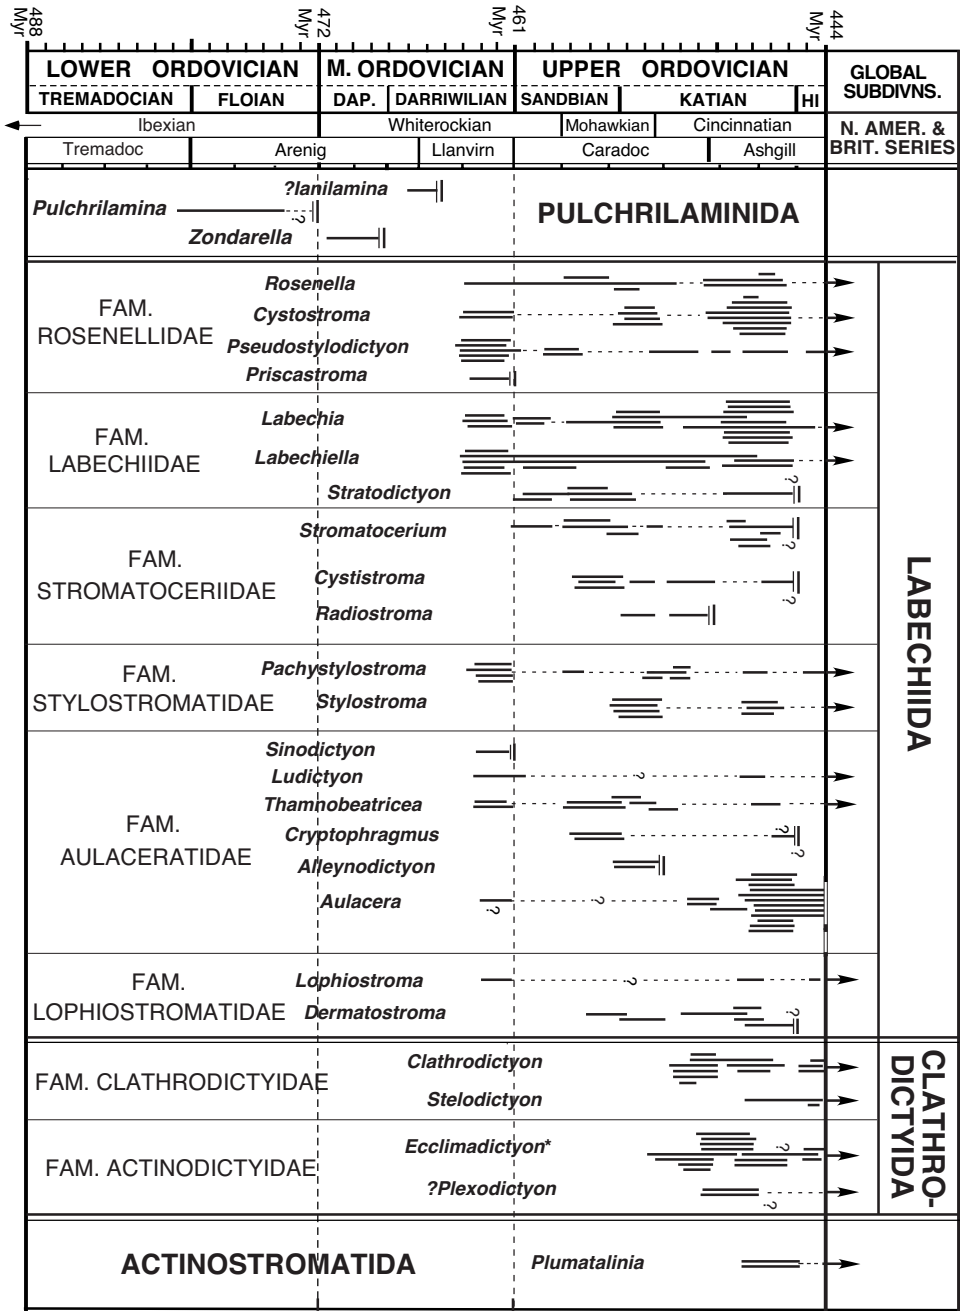 488 Myr
472 Myr
461 Myr
444 Myr
LOWER ORDOVICIAN
M. ORDOVICIAN
UPPER ORDOVICIAN
GLOBAL
SUBDIVNS.
TREMADOCIAN
FLOIAN
DAP.
DARRIWILIAN
SANDBIAN
KATIAN
HI
Ibexian
Whiterockian
Mohawkian
Cincinnatian
N. AMER. &
BRIT. SERIES
Tremadoc
Arenig
Llanvirn
Caradoc
Ashgill
?Ianilamina
Pulchrilamina
?
Zondarella
PULCHRILAMINIDA
FAM.
ROSENELLIDAE
Rosenella
Cystostroma
Pseudostylodictyon
Priscastroma
FAM.
LABECHIIDAE
Labechia
Labechiella
Stratodictyon
?
FAM.
STROMATOCERIIDAE
Stromatocerium
?
Cystistroma
?
Radiostroma
FAM.
STYLOSTROMATIDAE
Pachystylostroma
Stylostroma
FAM.
AULACERATIDAE
Sinodictyon
Ludictyon
?
Thamnobeatricea
Cryptophragmus
?
?
Alleynodictyon
Aulacera
?
?
FAM.
LOPHIOSTROMATIDAE
Lophiostroma
?
Dermatostroma
?
LABECHIIDA
FAM. CLATHRODICTYIDAE
Clathrodictyon
Stelodictyon
FAM. ACTINODICTYIDAE
Ecclimadictyon*
?
?Plexodictyon
?
CLATHRO-
DICTYIDA
ACTINOSTROMATIDA
Plumatalinia